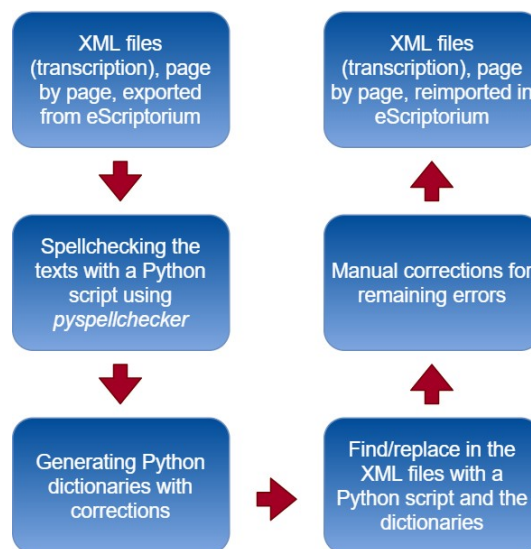 XML files
(transcription), page
by page, exported
from eScriptorium
Spellchecking the
texts with a Python
script using
pyspellchecker
Generating Python
dictionaries with
corrections
Find/replace in the
XML files with a
Python script and the
dictionaries
Manual corrections for
remaining errors
XML files
(transcription), page
by page, reimported in
eScriptorium